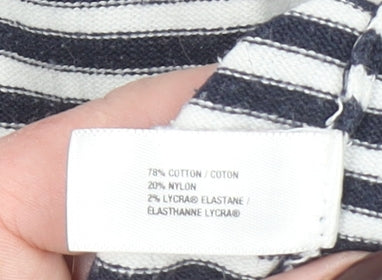 78% COTTON / COTON
20% NYLON
2% LYCRA® ELASTANE /
ÉLASTHANNE LYCRA®